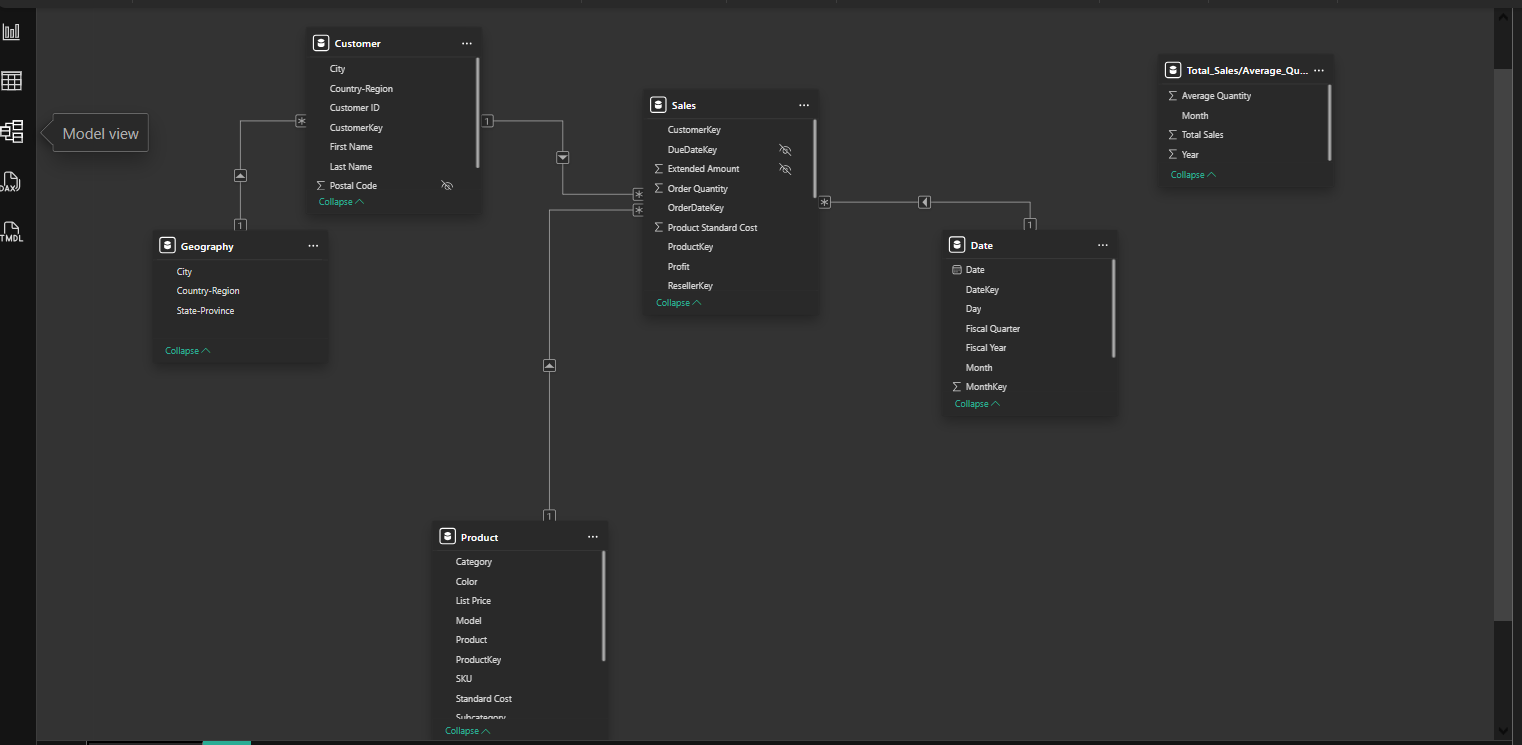 Customer
City
Country-Region
Customer ID
CustomerKey
First Name
Last Name
Postal Code
Collapse
Model view
DAX
TMDL
Geography
City
Country-Region
State-Province
Collapse
Sales
CustomerKey
DueDateKey
Extended Amount
Order Quantity
OrderDateKey
Product Standard Cost
ProductKey
Profit
ResellerKey
Collapse
Total_Sales/Average_Qu...
Average Quantity
Month
Total Sales
Year
Collapse
Date
Date
DateKey
Day
Fiscal Quarter
Fiscal Year
Month
MonthKey
Collapse
Product
Category
Color
List Price
Model
Product
ProductKey
SKU
Standard Cost
Subcategory
Collapse
1
*
1
*
*
1
*
1